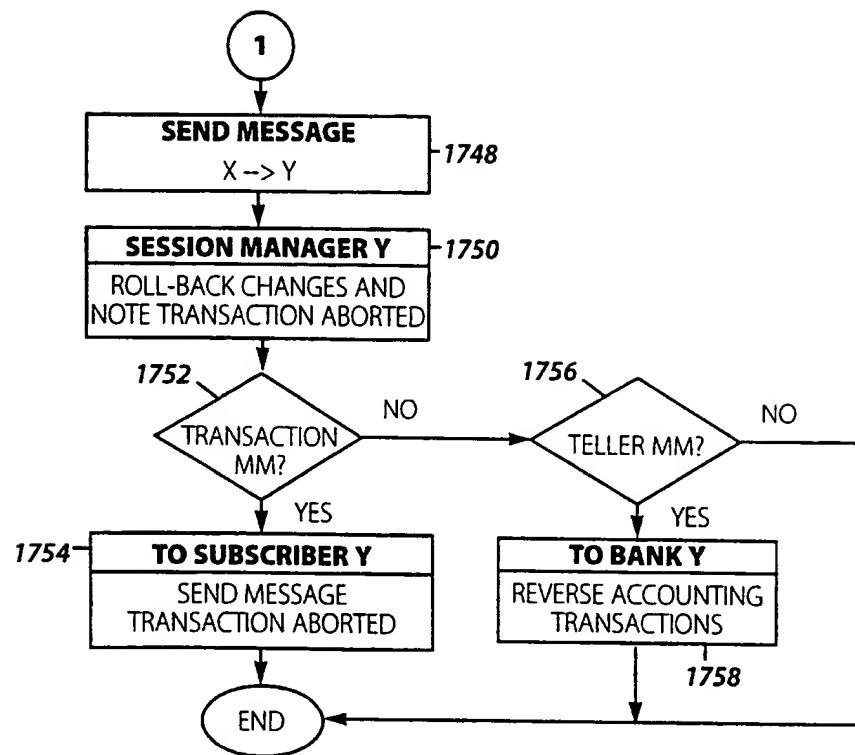 1
SEND MESSAGE
X --> Y
1748
SESSION MANAGER Y
1750
ROLL-BACK CHANGES AND
NOTE TRANSACTION ABORTED
1752
TRANSACTION
MM?
NO
YES
1756
TELLER MM?
NO
YES
1754
TO SUBSCRIBER Y
SEND MESSAGE
TRANSACTION ABORTED
TO BANK Y
REVERSE ACCOUNTING
TRANSACTIONS
1758
END